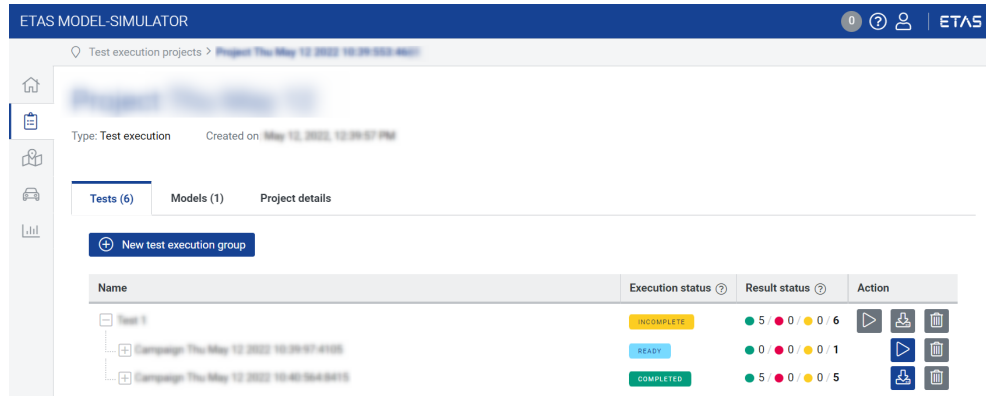 ETAS MODEL-SIMULATOR 0 ? ETAS
Test execution projects >
Type: Test execution Created on
Tests (6) Models (1) Project details
New test execution group
Name Execution status ? Result status ? Action
INCOMPLETE 5 / 0 / 0 / 6
READY 0 / 0 / 0 / 1
COMPLETED 5 / 0 / 0 / 5